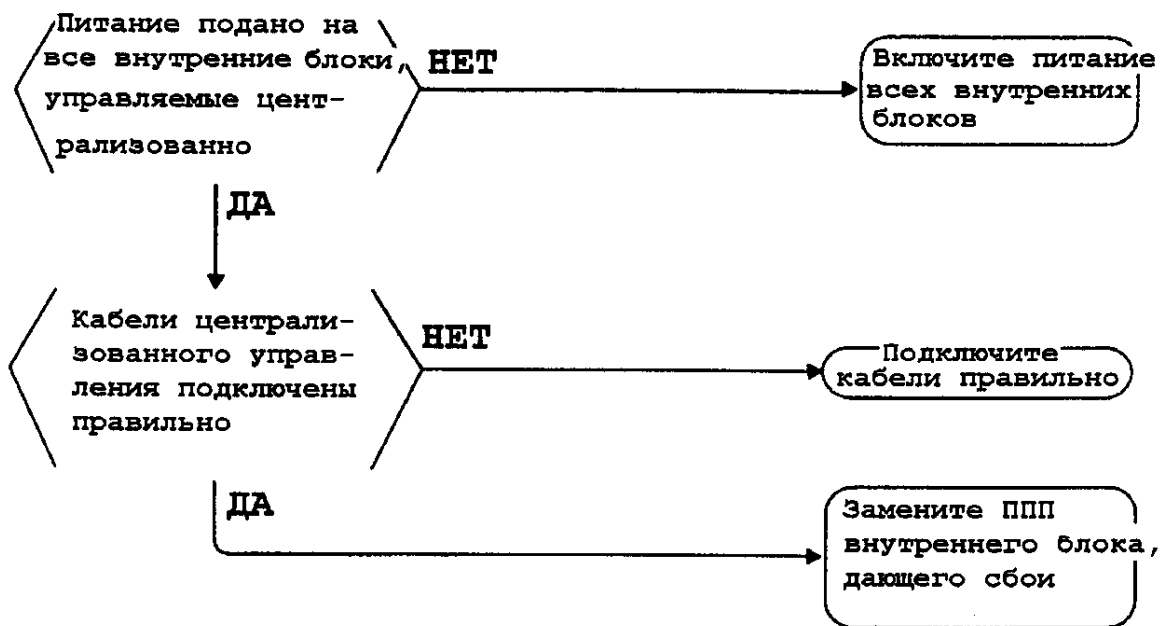 Питание подано на
все внутренние блоки,
управляемые цент-
рализованно
НЕТ
Включите питание
всех внутренних
блоков
ДА
Кабели централи-
зованного управ-
ления подключены
правильно
НЕТ
Подключите
кабели правильно
ДА
Замените ППП
внутреннего блока,
дающего сбои